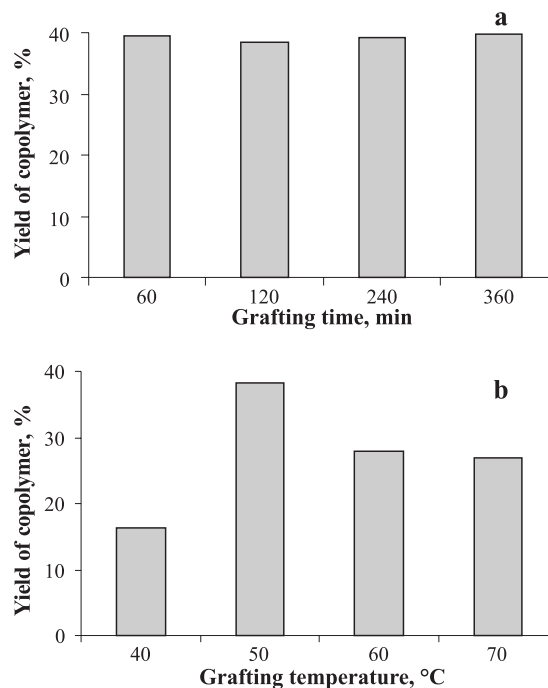 a
Yield of copolymer, %
40
30
20
10
0
60 120 240 360
Grafting time, min
b
Yield of copolymer, %
40
30
20
10
0
40 50 60 70
Grafting temperature, °C